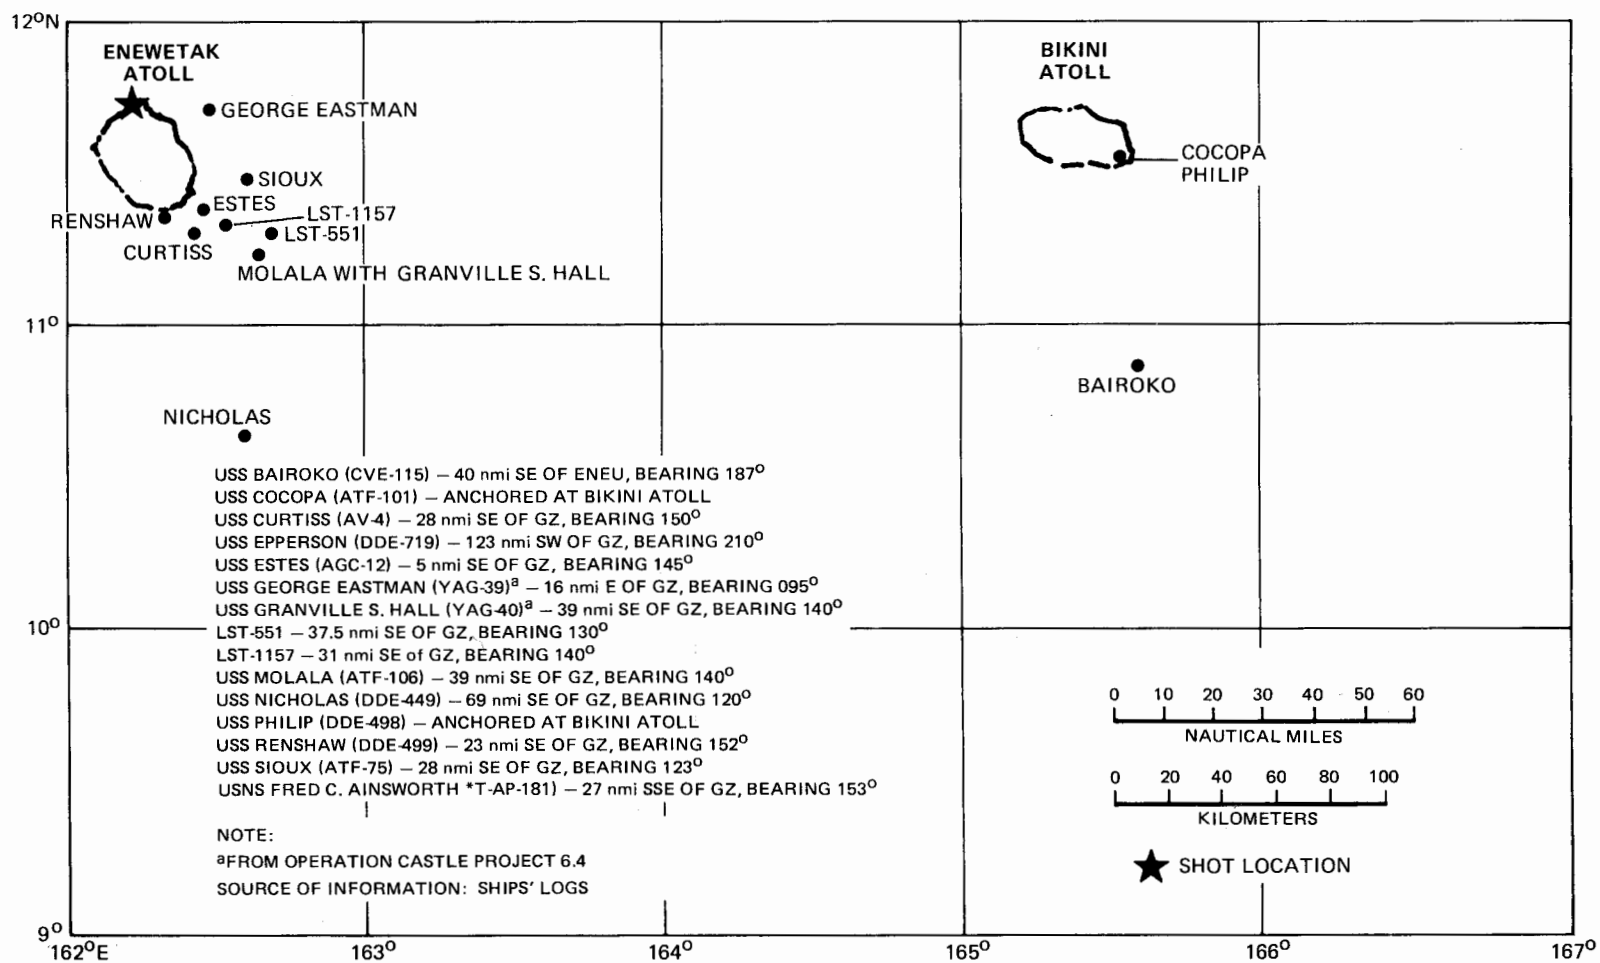 12°N
ENEWETAK
ATOLL
BIKINI
ATOLL
GEORGE EASTMAN
COCOPA
PHILIP
SIOUX
ESTES
LST-1157
RENSHAW
LST-551
CURTISS
MOLALA WITH GRANVILLE S. HALL
11°
BAIROKO
NICHOLAS
USS BAIROKO (CVE-115) – 40 nmi SE OF ENEU, BEARING 187°
USS COCOPA (ATF-101) – ANCHORED AT BIKINI ATOLL
USS CURTISS (AV-4) – 28 nmi SE OF GZ, BEARING 150°
USS EPPERSON (DDE-719) – 123 nmi SW OF GZ, BEARING 210°
USS ESTES (AGC-12) – 5 nmi SE OF GZ, BEARING 145°
USS GEORGE EASTMAN (YAG-39)ª – 16 nmi E OF GZ, BEARING 095°
USS GRANVILLE S. HALL (YAG-40)ª – 39 nmi SE OF GZ, BEARING 140°
10°
LST-551 – 37.5 nmi SE OF GZ, BEARING 130°
LST-1157 – 31 nmi SE of GZ, BEARING 140°
USS MOLALA (ATF-106) – 39 nmi SE OF GZ, BEARING 140°
USS NICHOLAS (DDE-449) – 69 nmi SE OF GZ, BEARING 120°
USS PHILIP (DDE-498) – ANCHORED AT BIKINI ATOLL
USS RENSHAW (DDE-499) – 23 nmi SE OF GZ, BEARING 152°
USS SIOUX (ATF-75) – 28 nmi SE OF GZ, BEARING 123°
USNS FRED C. AINSWORTH *T-AP-181) – 27 nmi SSE OF GZ, BEARING 153°
0 10 20 30 40 50 60
NAUTICAL MILES
0 20 40 60 80 100
KILOMETERS
NOTE:
ªFROM OPERATION CASTLE PROJECT 6.4
SOURCE OF INFORMATION: SHIPS' LOGS
SHOT LOCATION
9°
162°E 163° 164° 165° 166° 167°